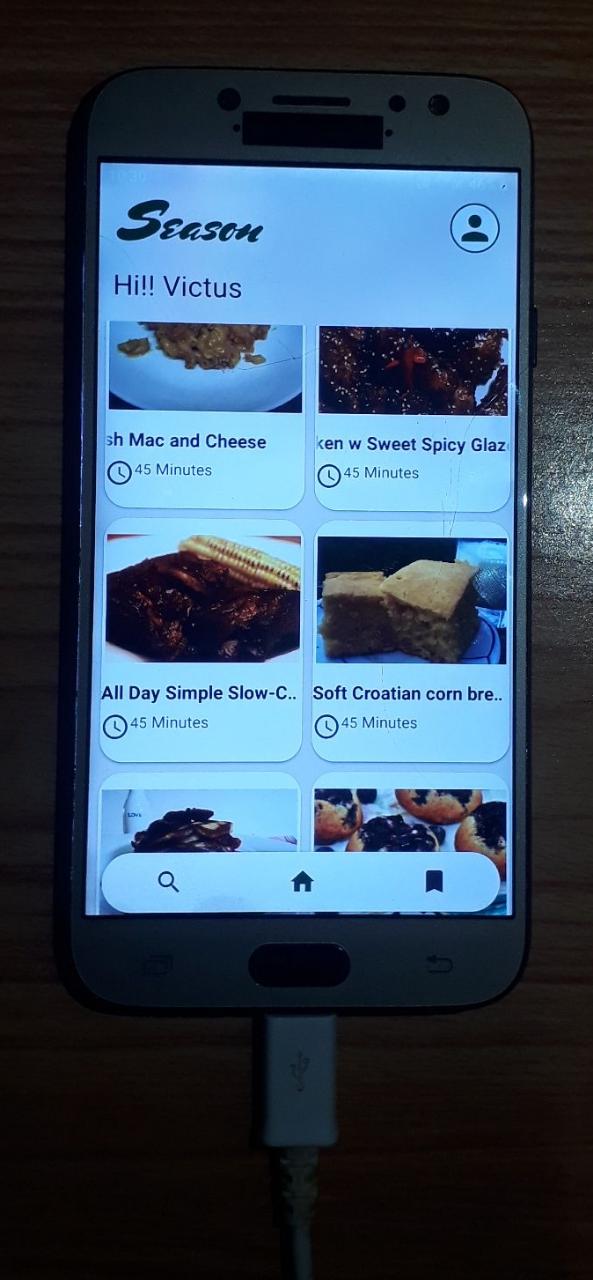 Season
Hi!! Victus
sh Mac and Cheese
ken w Sweet Spicy Glaz
45 Minutes
45 Minutes
All Day Simple Slow-C..
Soft Croatian corn bre..
45 Minutes
45 Minutes